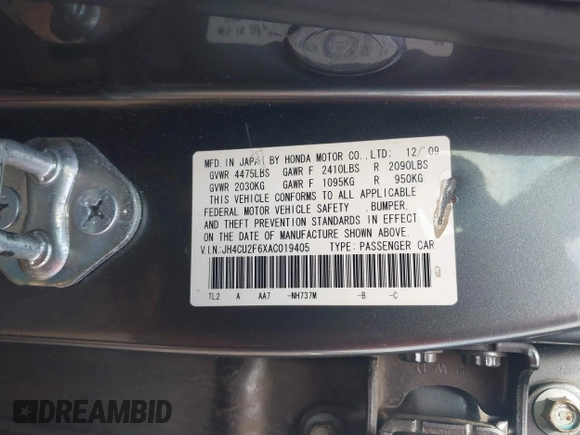 MFD. IN JAPAN BY HONDA MOTOR CO., LTD: 12/09
GVWR 4475LBS GAWR F 2410LBS R 2090LBS
GVWR 2030KG GAWR F 1095KG R 950KG
THIS VEHICLE CONFORMS TO ALL APPLICABLE
FEDERAL MOTOR VEHICLE SAFETY ,BUMPER,
AND THEFT PREVENTION STANDARDS IN EFFECT
ON THE DATE OF MANUFACTURE SHOWN ABOVE.
V.I.N:JH4CU2F6XAC019405 TYPE: PASSENGER CAR
TL2 A AA7 -NH737M -B -C
DREAMBID